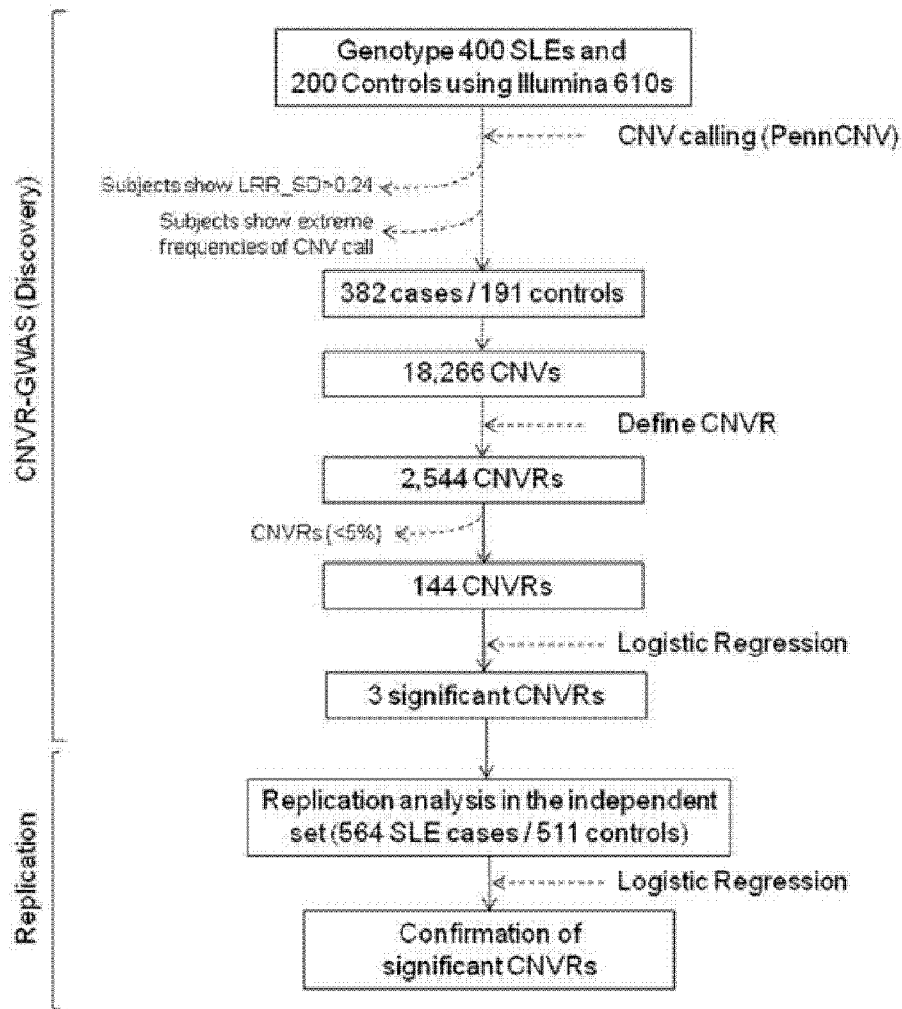 Genotype 400 SLEs and
200 Controls using Illumina 610s
CNV calling (PennCNV)
Subjects show LRR_SD>0.24
Subjects show extreme
frequencies of CNV call
382 cases / 191 controls
18,266 CNVs
Define CNVR
2,544 CNVRs
CNVRs (<5%)
144 CNVRs
Logistic Regression
3 significant CNVRs
CNVR-GWAS (Discovery)
Replication analysis in the independent
set (564 SLE cases / 511 controls)
Logistic Regression
Confirmation of
significant CNVRs
Replication